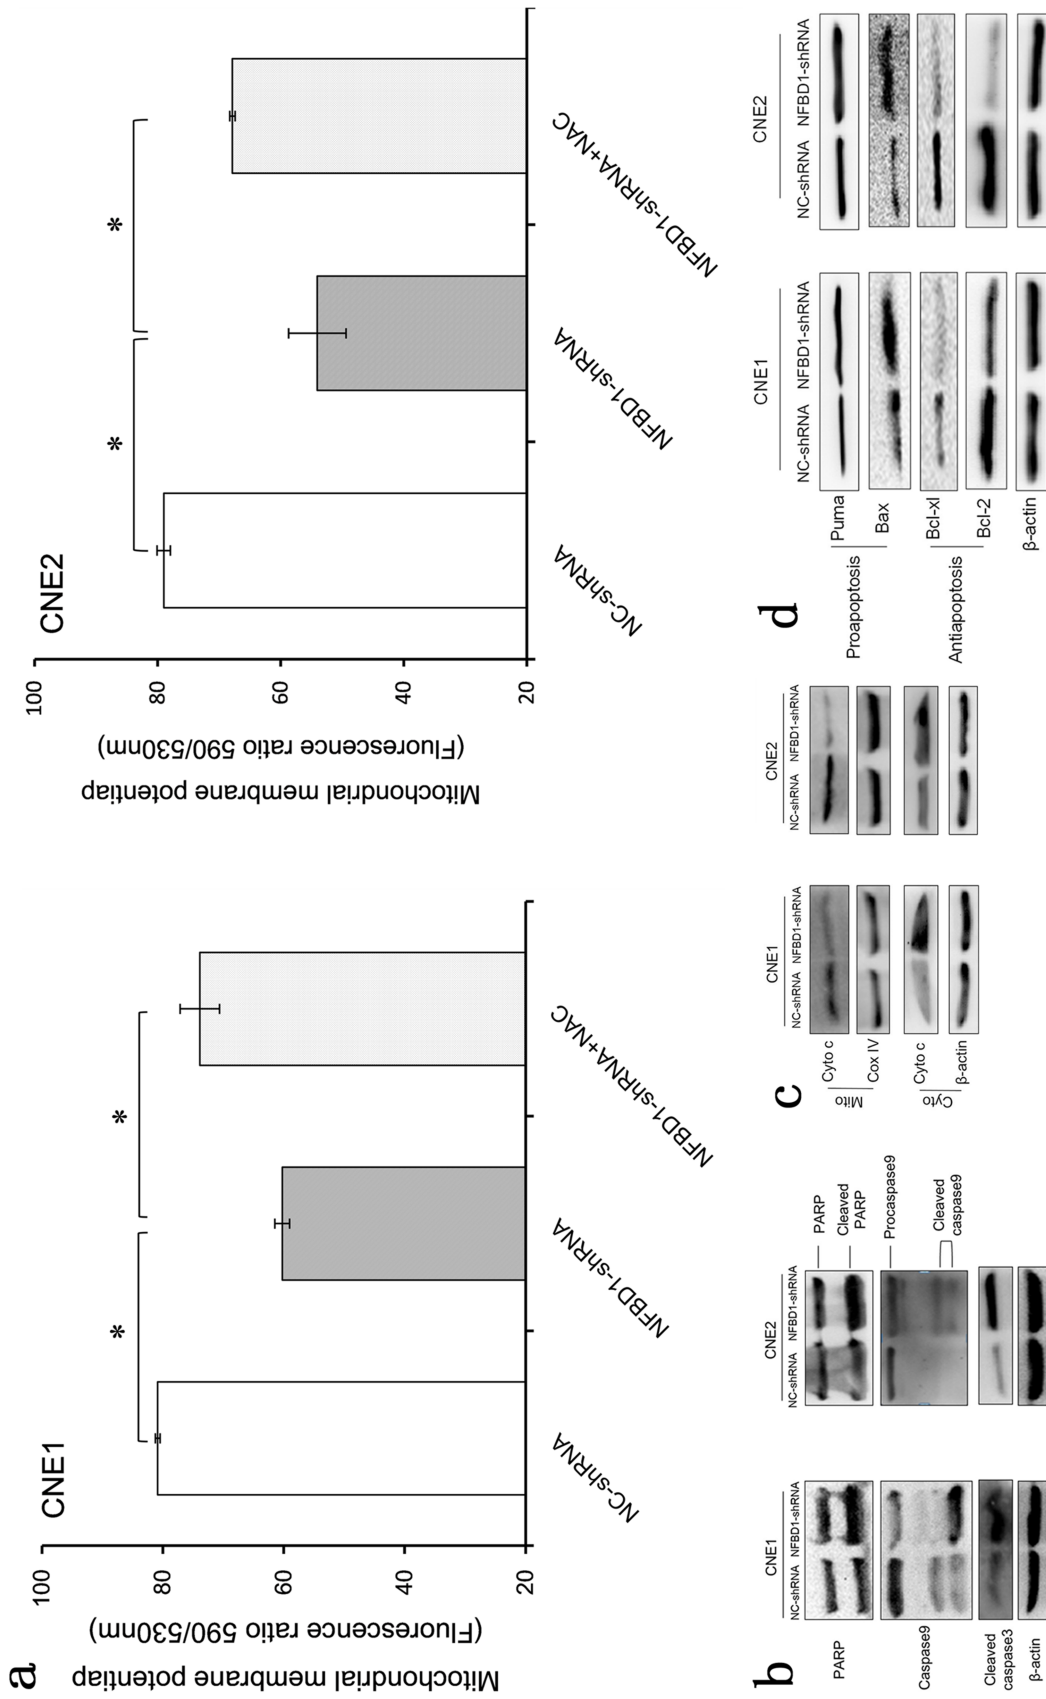 a
CNE1
Mitochondrial membrane potentiap
(Fluorescence ratio 590/530nm)
100
80
60
40
20
*
*
NC-shRNA
NFBD1-shRNA
NFBD1-shRNA+NAC
CNE2
Mitochondrial membrane potentiap
(Fluorescence ratio 590/530nm)
100
80
60
40
20
*
*
NC-shRNA
NFBD1-shRNA
NFBD1-shRNA+NAC
b
CNE1
CNE2
NC-shRNA NFBD1-shRNA
NC-shRNA NFBD1-shRNA
PARP
PARP
Cleaved
PARP
Caspase9
Procaspase9
Cleaved
caspase9
Cleaved
caspase3
β-actin
c
CNE1
CNE2
NC-shRNA NFBD1-shRNA
NC-shRNA NFBD1-shRNA
Mito
Cyto c
Cox IV
Cyto
Cyto c
β-actin
d
CNE1
CNE2
NC-shRNA NFBD1-shRNA
NC-shRNA NFBD1-shRNA
Proapoptosis
Puma
Bax
Antiapoptosis
Bcl-xl
Bcl-2
β-actin